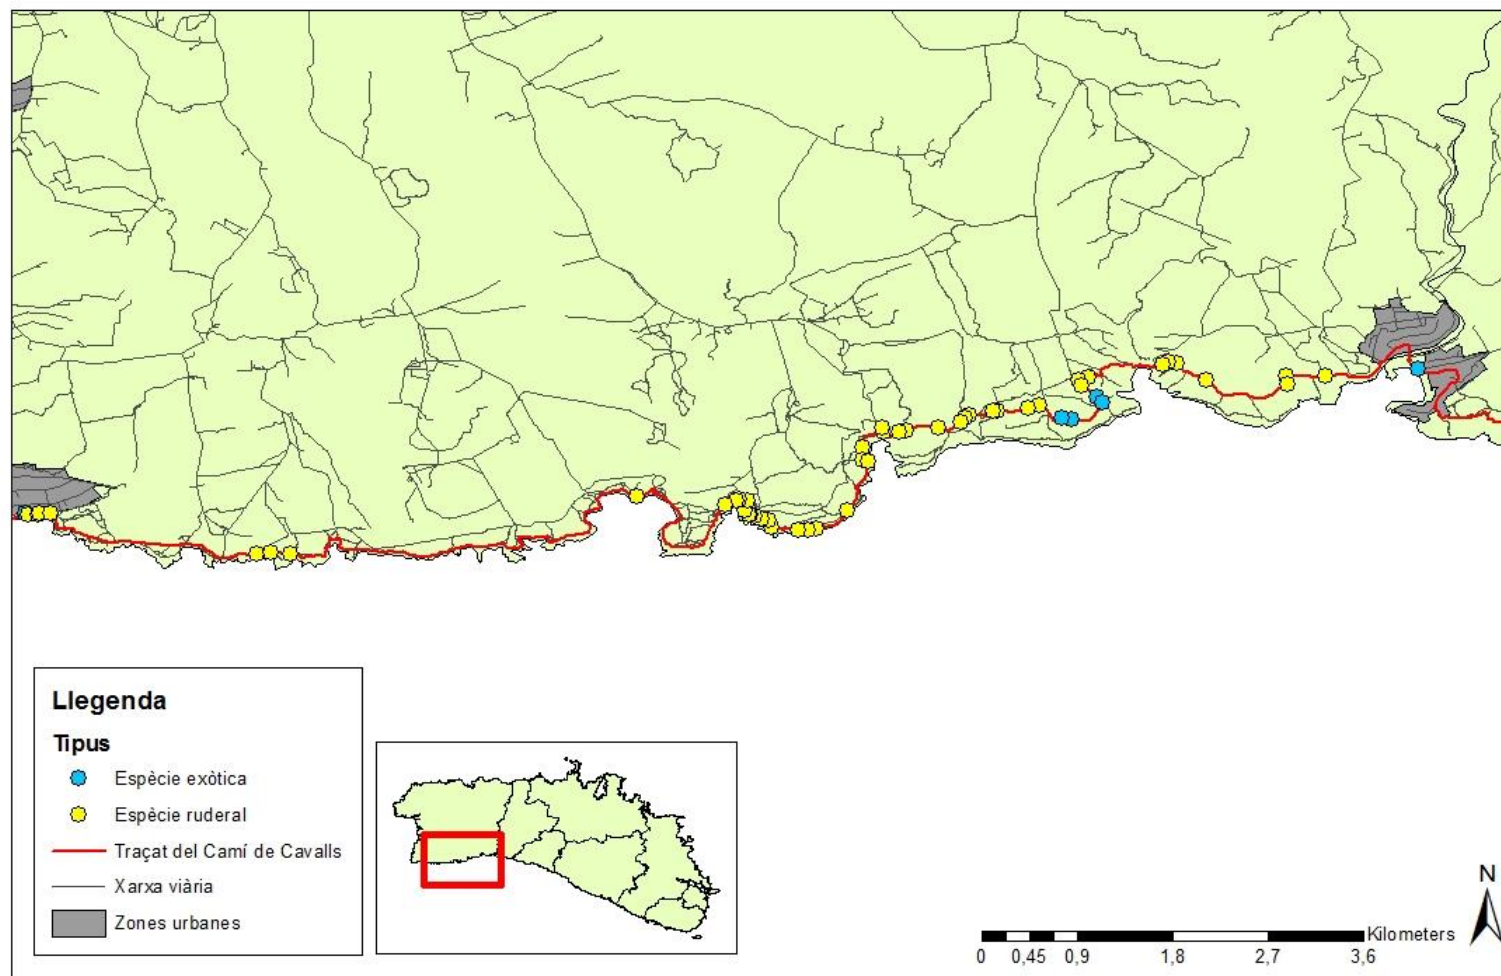 Llegenda
Tipus
Espècie exòtica
Espècie ruderal
Traçat del Camí de Cavalls
Xarxa viària
Zones urbanes
N
Kilometers
0 0,45 0,9 1,8 2,7 3,6